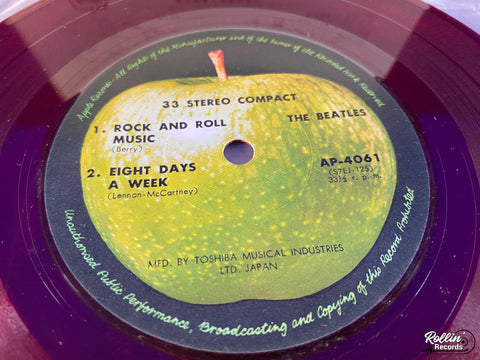 Apple Records - All Rights of the Manufacturer and of the Owner of the Recorded Work Reserved
33 STEREO COMPACT
1. ROCK AND ROLL
MUSIC
(Berry)
THE BEATLES
2. EIGHT DAYS
A WEEK
(Lennon-McCartney)
AP-4061
(S7EJ-125)
33⅓ r. p. m.
MFD. BY TOSHIBA MUSICAL INDUSTRIES
LTD. JAPAN
Unauthorised Public Performance, Broadcasting and Copying of this Record Prohibited
Rollin'
Records